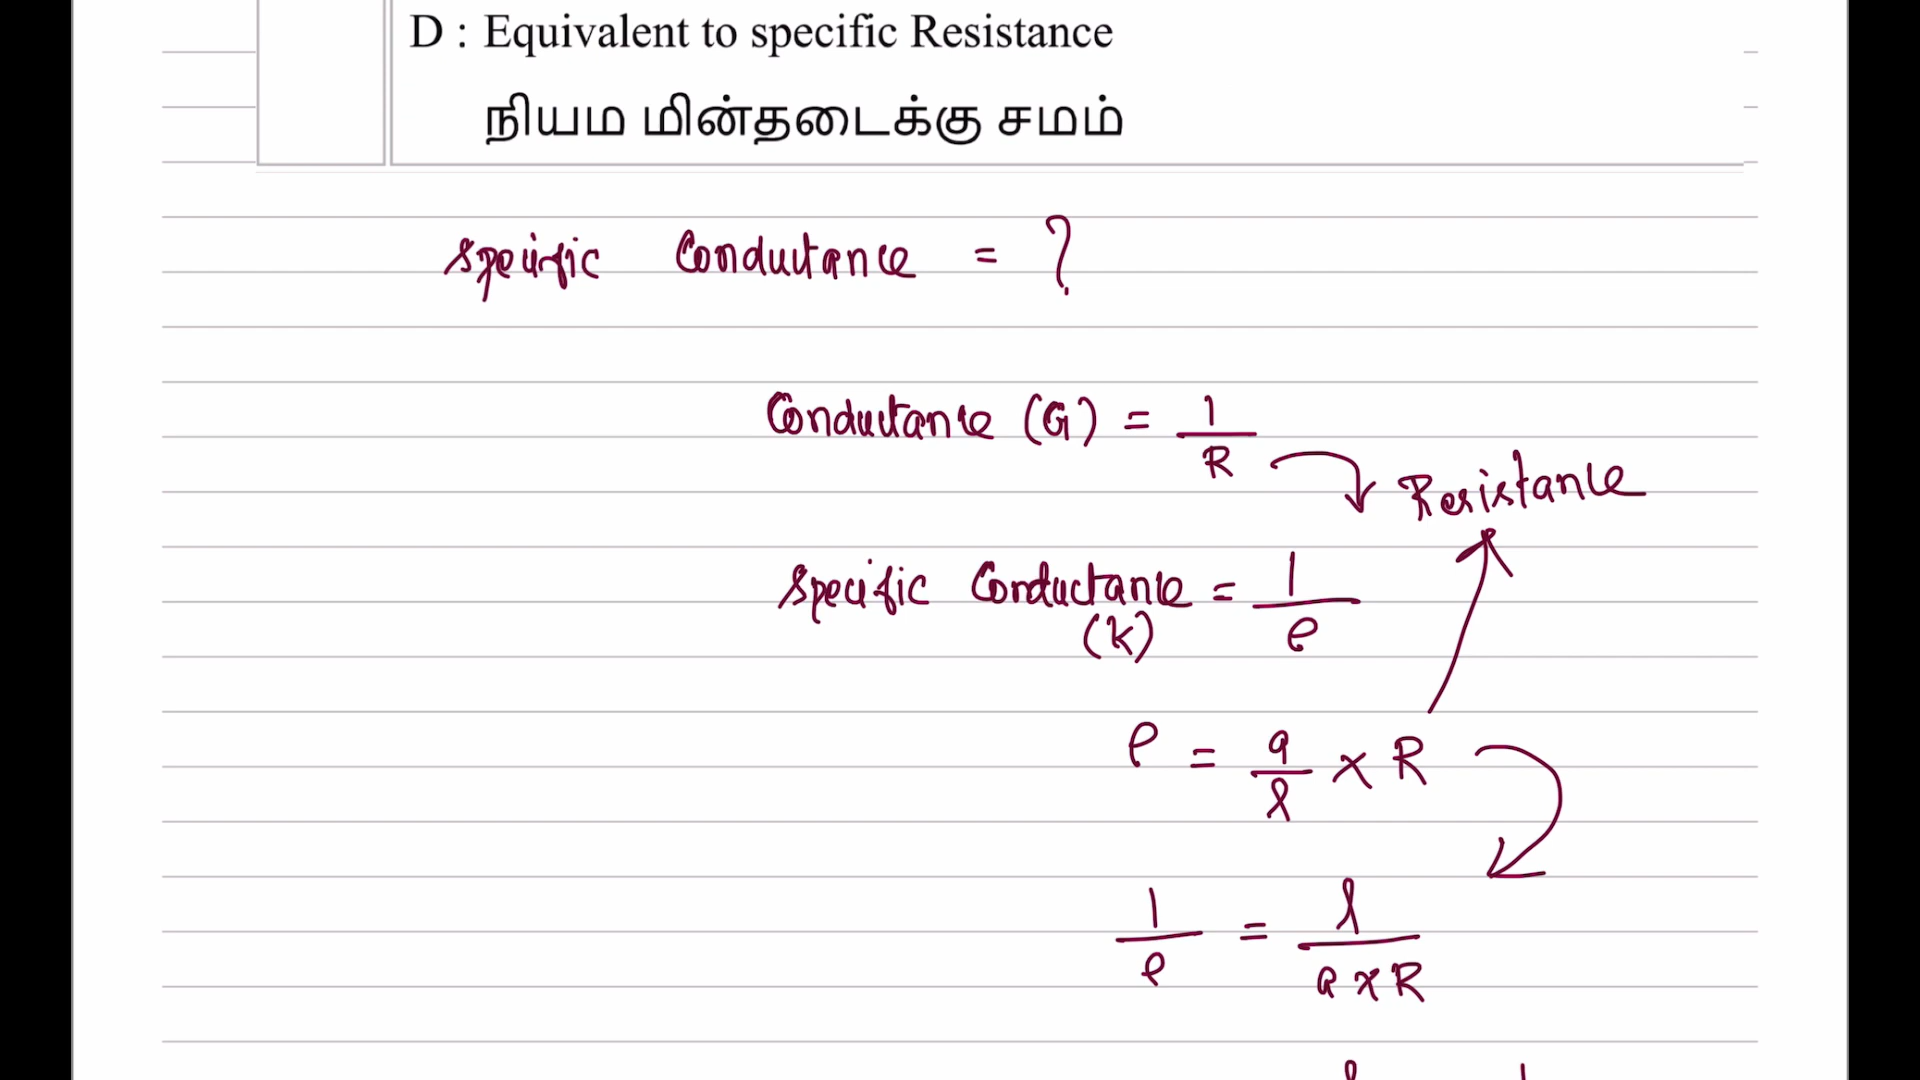 D : Equivalent to specific Resistance
நியம மின்தடைக்கு சமம்
Specific Conductance = ?
Conductance (G) = 1/R
Resistance
Specific Conductance = 1/ρ
(K)
ρ = a/l × R
1/ρ = l/a×R